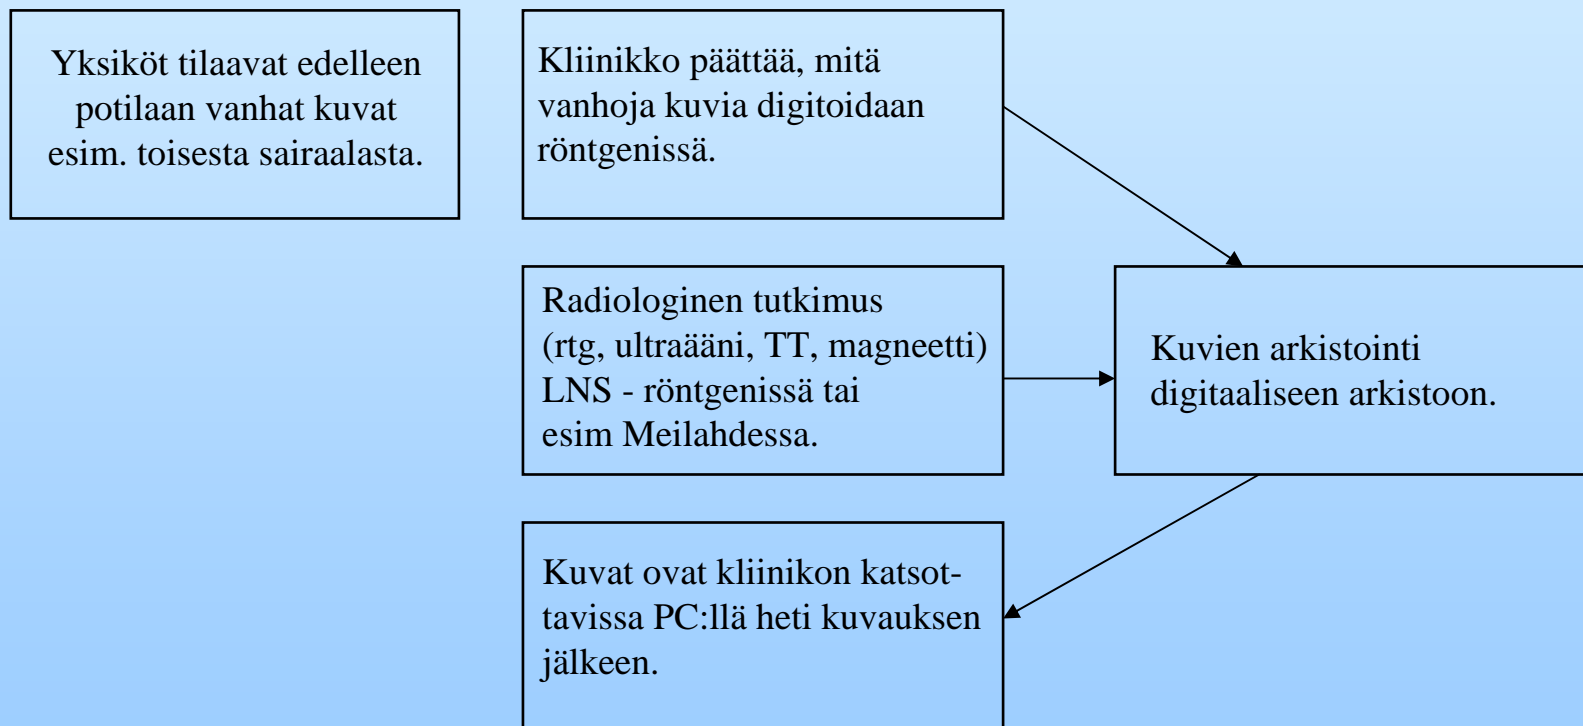 Yksiköt tilaavat edelleen
potilaan vanhat kuvat
esim. toisesta sairaalasta.
Kliinikko päättää, mitä
vanhoja kuvia digitoidaan
röntgenissä.
Radiologinen tutkimus
(rtg, ultraääni, TT, magneetti)
LNS - röntgenissä tai
esim Meilahdessa.
Kuvien arkistointi
digitaaliseen arkistoon.
Kuvat ovat kliinikon katsot-
tavissa PC:llä heti kuvauksen
jälkeen.